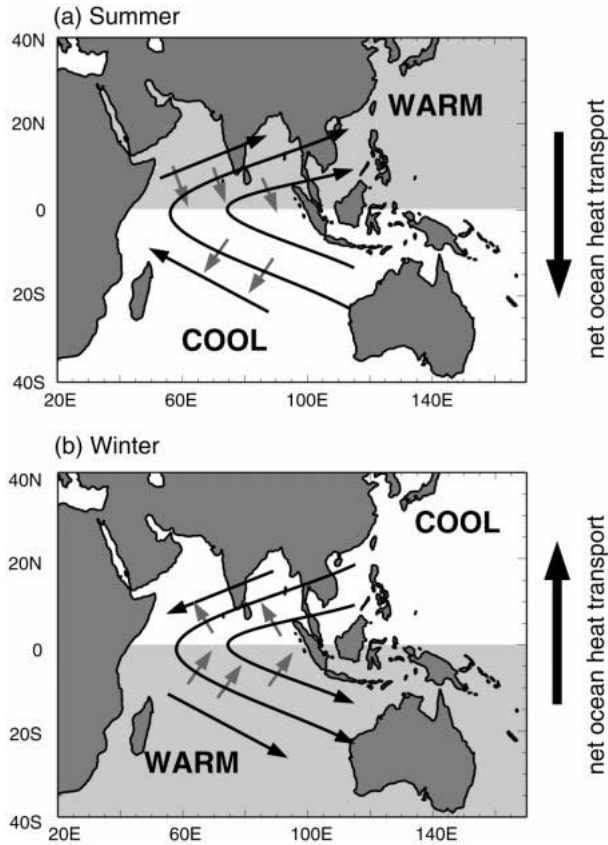 (a) Summer
40N
WARM
20N
0
20S
COOL
40S
20E 60E 100E 140E
net ocean heat transport
(b) Winter
40N
COOL
20N
0
20S
WARM
40S
20E 60E 100E 140E
net ocean heat transport